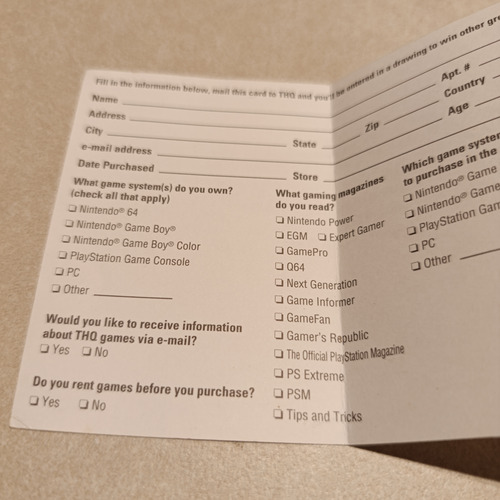 Fill in the information below, mail this card to THQ and you'll be entered in a drawing to win other
Name
Apt. #
Address
Country
City
State
Zip
Age
e-mail address
Date Purchased
Store
What game system(s) do you own?
(check all that apply)
❏ Nintendo® 64
❏ Nintendo® Game Boy®
❏ Nintendo® Game Boy® Color
❏ PlayStation Game Console
❏ PC
❏ Other
Would you like to receive information
about THQ games via e-mail?
❏ Yes ❏ No
Do you rent games before you purchase?
❏ Yes ❏ No
What gaming magazines
do you read?
❏ Nintendo Power
❏ EGM ❏ Expert Gamer
❏ GamePro
❏ Q64
❏ Next Generation
❏ Game Informer
❏ GameFan
❏ Gamer's Republic
❏ The Official PlayStation Magazine
❏ PS Extreme
❏ PSM
❏ Tips and Tricks
Which game system
to purchase in the
❏ Nintendo® Game
❏ Nintendo® Game
❏ PlayStation Gam
❏ PC
❏ Other